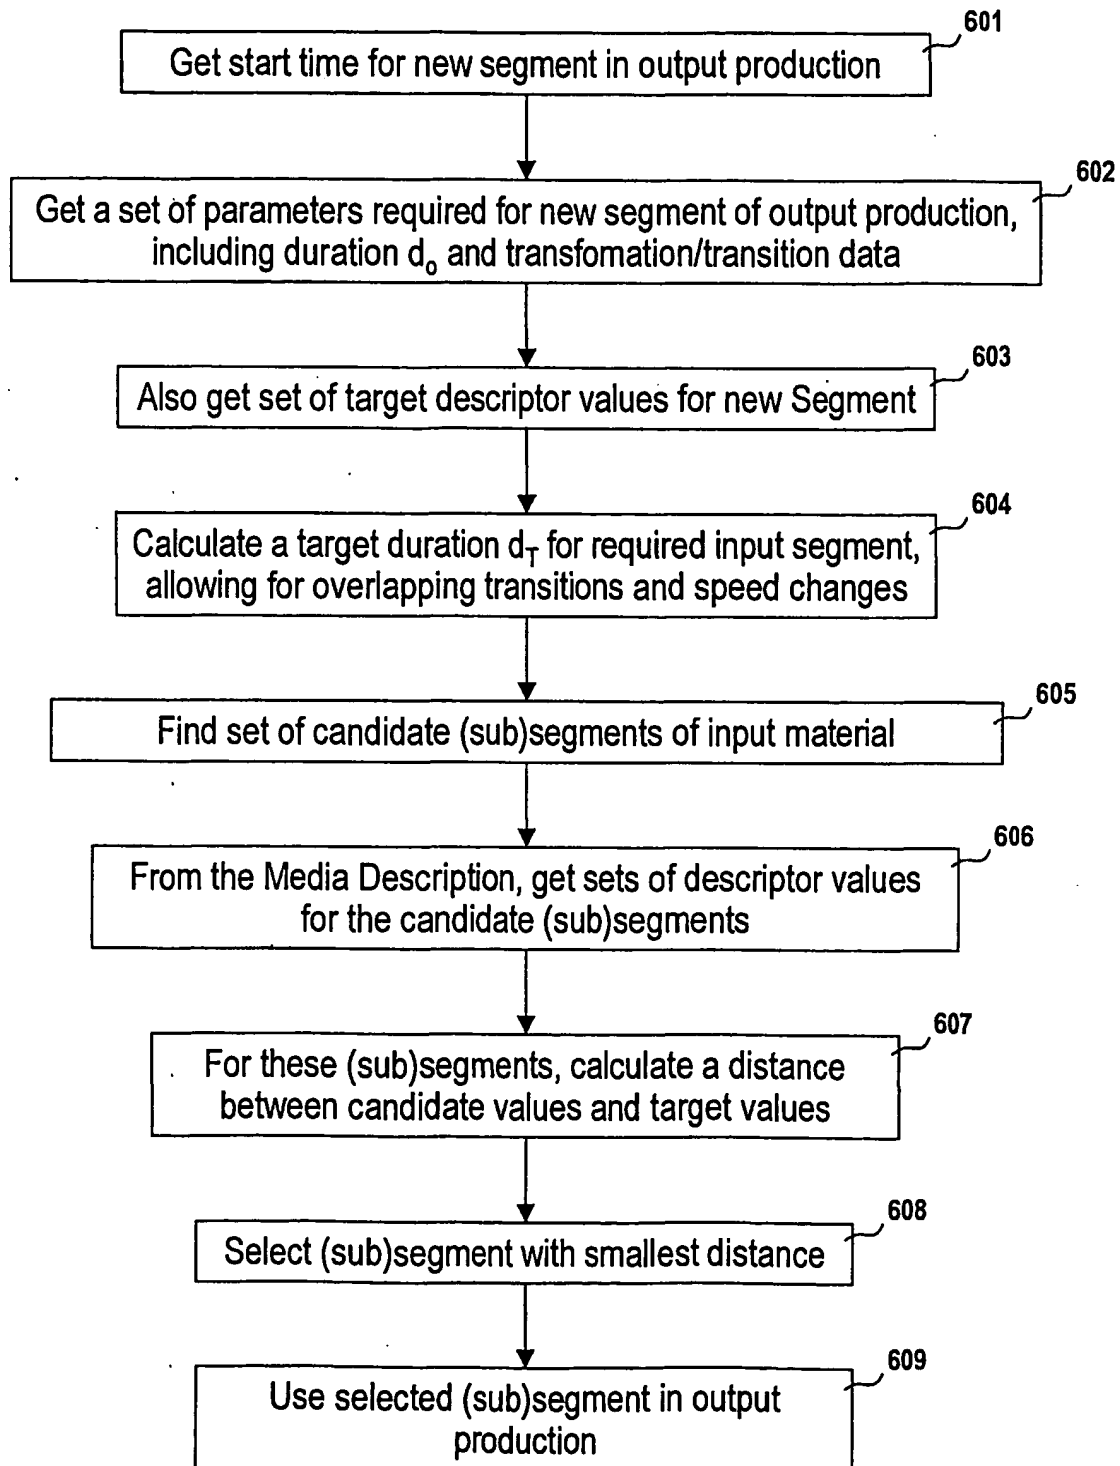 601
Get start time for new segment in output production
602
Get a set of parameters required for new segment of output production,
including duration dₒ and transfomation/transition data
603
Also get set of target descriptor values for new Segment
604
Calculate a target duration d_T for required input segment,
allowing for overlapping transitions and speed changes
605
Find set of candidate (sub)segments of input material
606
From the Media Description, get sets of descriptor values
for the candidate (sub)segments
607
For these (sub)segments, calculate a distance
between candidate values and target values
608
Select (sub)segment with smallest distance
609
Use selected (sub)segment in output
production